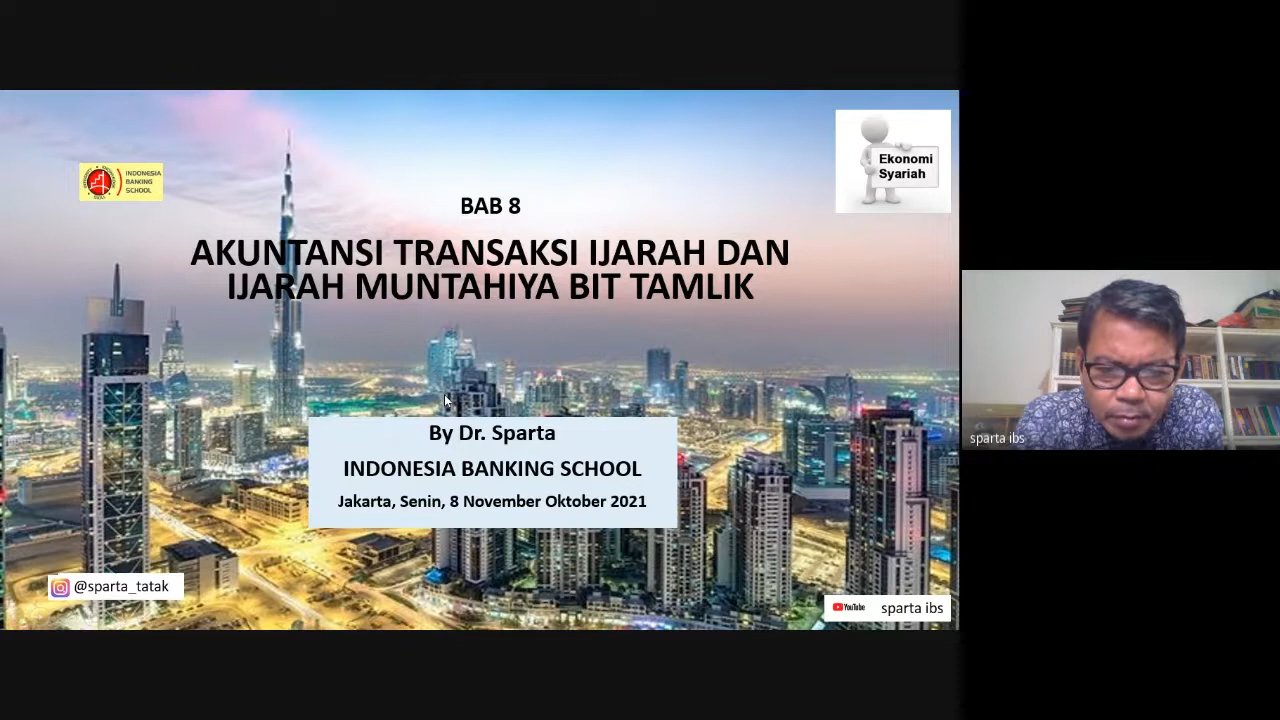 INDONESIA
BANKING
SCHOOL
Ekonomi
Syariah
BAB 8
AKUNTANSI TRANSAKSI IJARAH DAN
IJARAH MUNTAHIYA BIT TAMLIK
By Dr. Sparta
INDONESIA BANKING SCHOOL
Jakarta, Senin, 8 November Oktober 2021
@sparta_tatak
YouTube sparta ibs
sparta ibs